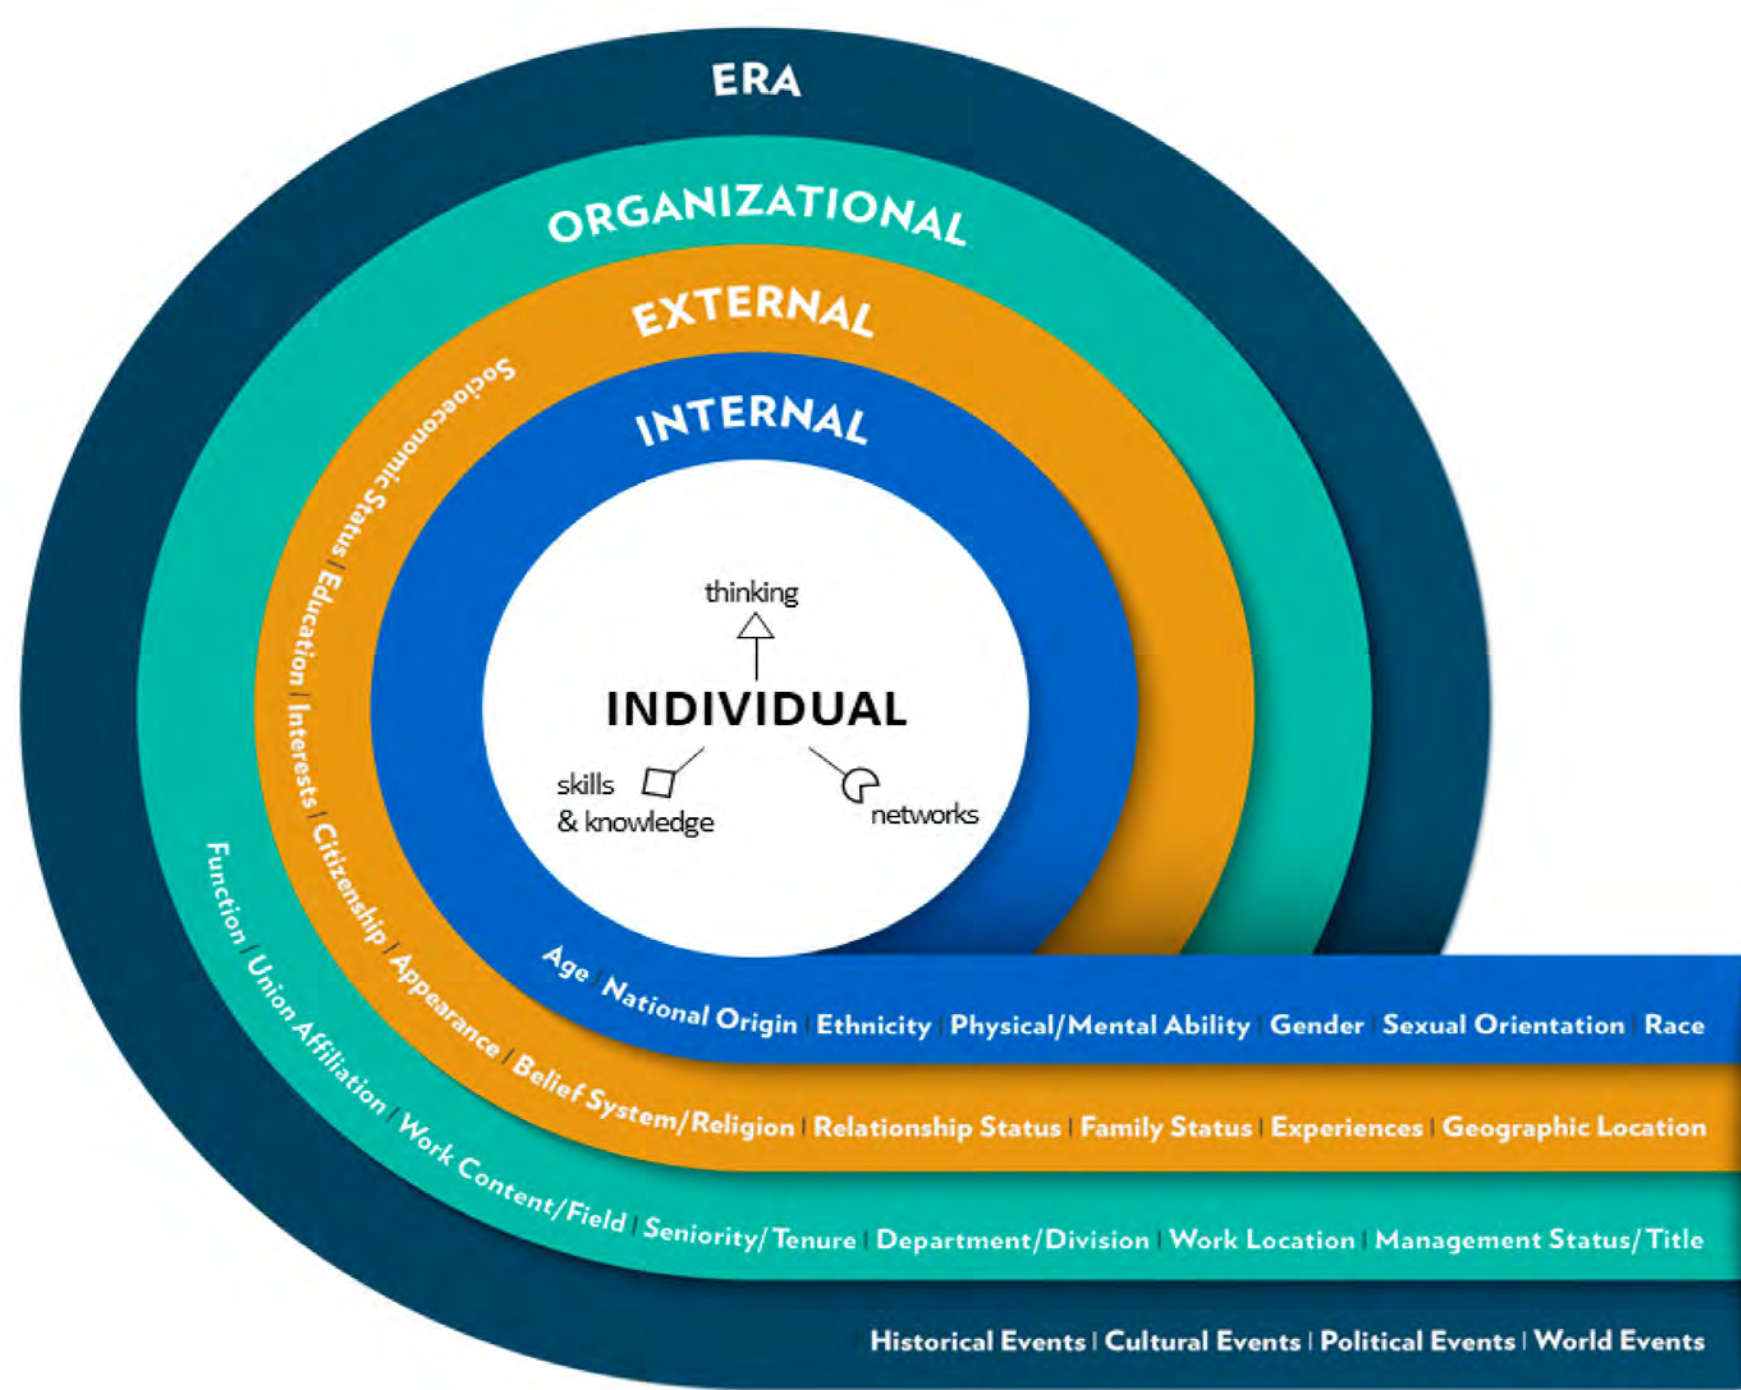 ERA
ORGANIZATIONAL
EXTERNAL
INTERNAL
thinking
INDIVIDUAL
skills
& knowledge
networks
Age | National Origin | Ethnicity | Physical/Mental Ability | Gender | Sexual Orientation | Race
Socioeconomic Status | Education | Interests | Citizenship | Appearance | Belief System/Religion | Relationship Status | Family Status | Experiences | Geographic Location
Function | Union Affiliation | Work Content/Field | Seniority/Tenure | Department/Division | Work Location | Management Status/Title
Historical Events | Cultural Events | Political Events | World Events